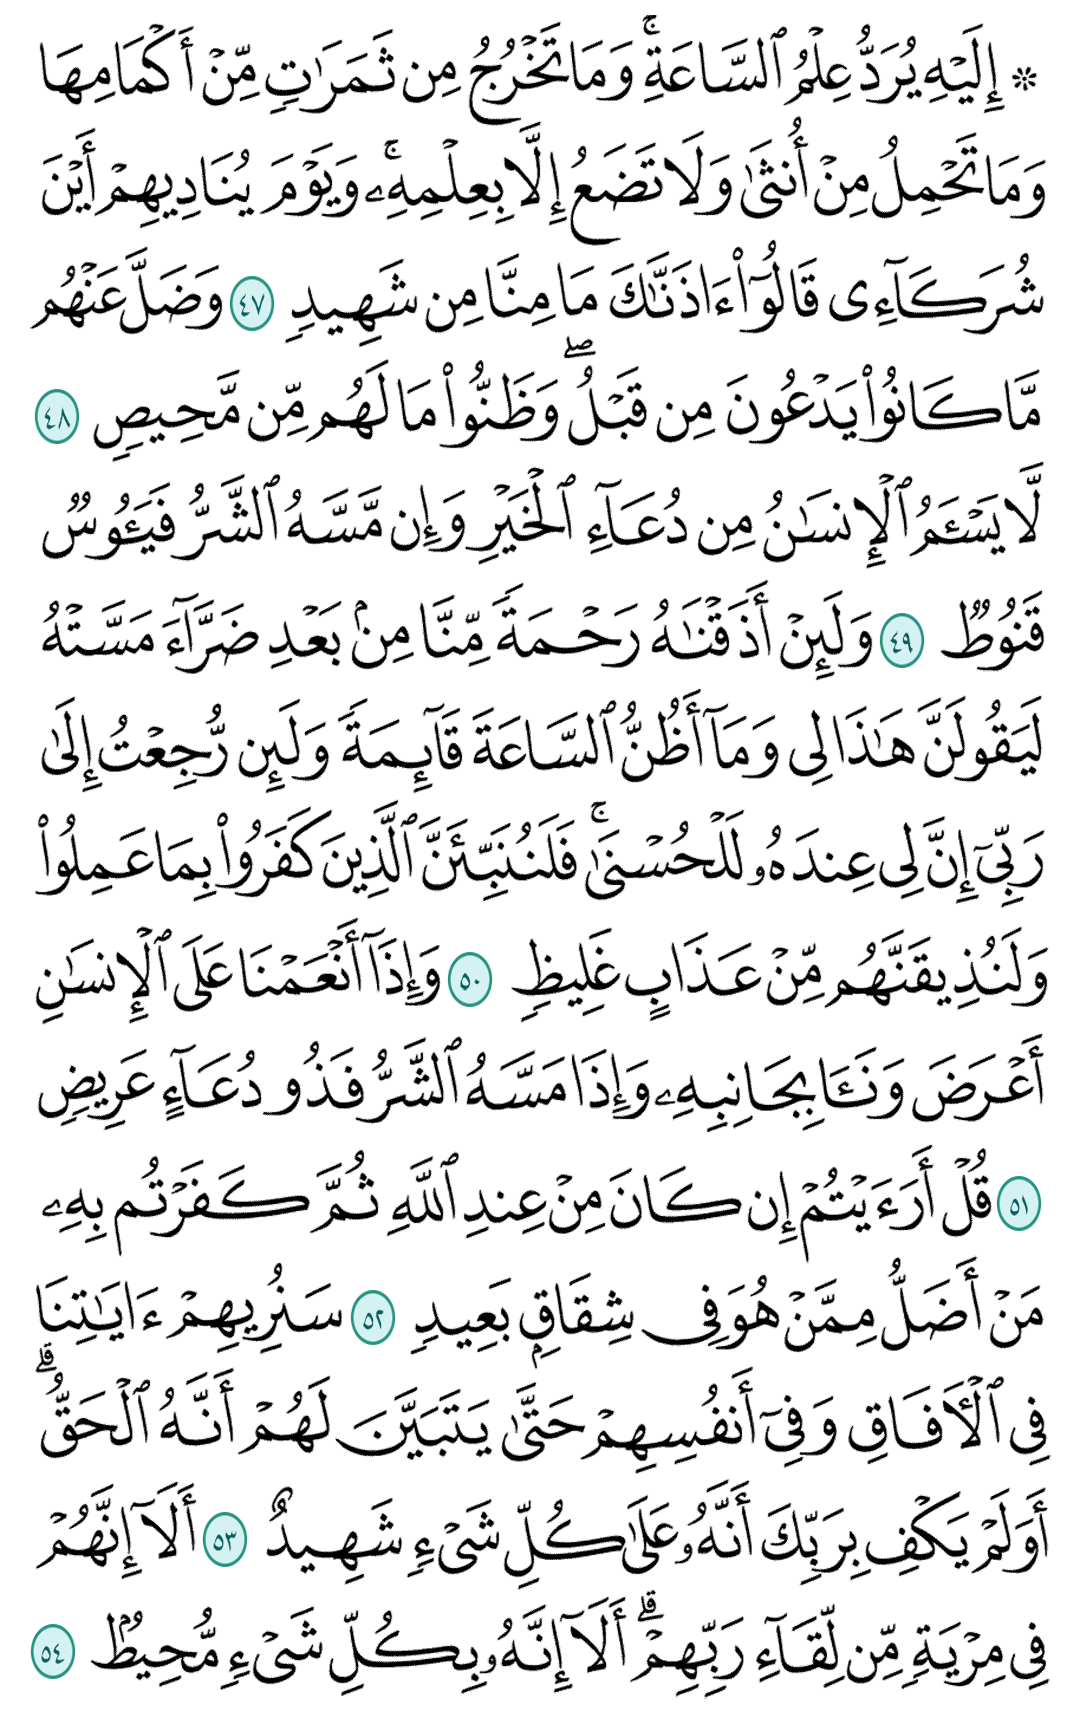 ۞ إِلَيْهِ يُرَدُّ عِلْمُ ٱلسَّاعَةِۚ وَمَا تَخْرُجُ مِن ثَمَرَٰتٍ مِّنْ أَكْمَامِهَا
وَمَا تَحْمِلُ مِنْ أُنثَىٰ وَلَا تَضَعُ إِلَّا بِعِلْمِهِۦۚ وَيَوْمَ يُنَادِيهِمْ أَيْنَ
شُرَكَآءِى قَالُوٓا۟ ءَاذَنَّٰكَ مَا مِنَّا مِن شَهِيدٍ ٤٧ وَضَلَّ عَنْهُم
مَّا كَانُوا۟ يَدْعُونَ مِن قَبْلُۖ وَظَنُّوا۟ مَا لَهُم مِّن مَّحِيصٍ ٤٨
لَّا يَسْـَٔمُ ٱلْإِنسَٰنُ مِن دُعَآءِ ٱلْخَيْرِ وَإِن مَّسَّهُ ٱلشَّرُّ فَيَـُٔوسٌ
قَنُوطٌ ٤٩ وَلَئِنْ أَذَقْنَٰهُ رَحْمَةً مِّنَّا مِنۢ بَعْدِ ضَرَّآءَ مَسَّتْهُ
لَيَقُولَنَّ هَٰذَا لِى وَمَآ أَظُنُّ ٱلسَّاعَةَ قَآئِمَةً وَلَئِن رُّجِعْتُ إِلَىٰ
رَبِّىٓ إِنَّ لِى عِندَهُۥ لَلْحُسْنَىٰۚ فَلَنُنَبِّئَنَّ ٱلَّذِينَ كَفَرُوا۟ بِمَا عَمِلُوا۟
وَلَنُذِيقَنَّهُم مِّنْ عَذَابٍ غَلِيظٍ ٥٠ وَإِذَآ أَنْعَمْنَا عَلَى ٱلْإِنسَٰنِ
أَعْرَضَ وَنَـَٔا بِجَانِبِهِۦ وَإِذَا مَسَّهُ ٱلشَّرُّ فَذُو دُعَآءٍ عَرِيضٍ
٥١ قُلْ أَرَءَيْتُمْ إِن كَانَ مِنْ عِندِ ٱللَّهِ ثُمَّ كَفَرْتُم بِهِۦ
مَنْ أَضَلُّ مِمَّنْ هُوَ فِى شِقَاقٍۭ بَعِيدٍ ٥٢ سَنُرِيهِمْ ءَايَٰتِنَا
فِى ٱلْـَٔافَاقِ وَفِىٓ أَنفُسِهِمْ حَتَّىٰ يَتَبَيَّنَ لَهُمْ أَنَّهُ ٱلْحَقُّۗ
أَوَلَمْ يَكْفِ بِرَبِّكَ أَنَّهُۥ عَلَىٰ كُلِّ شَىْءٍ شَهِيدٌ ٥٣ أَلَآ إِنَّهُمْ
فِى مِرْيَةٍ مِّن لِّقَآءِ رَبِّهِمْۗ أَلَآ إِنَّهُۥ بِكُلِّ شَىْءٍ مُّحِيطٌۢ ٥٤